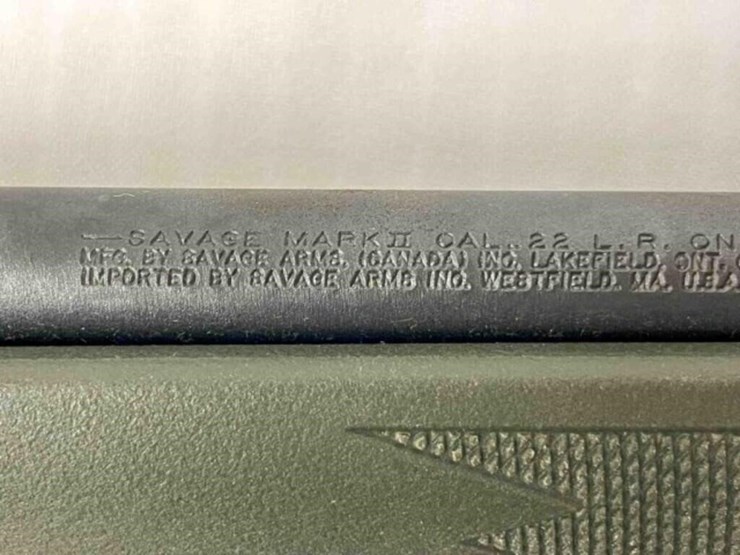 —SAVAGE MARK II CAL. 22 L. R. ON
MFG. BY SAVAGE ARMS. (CANADA) INC. LAKEFIELD. ONT.
IMPORTED BY SAVAGE ARMS INC. WESTFIELD. MA. U.S.A